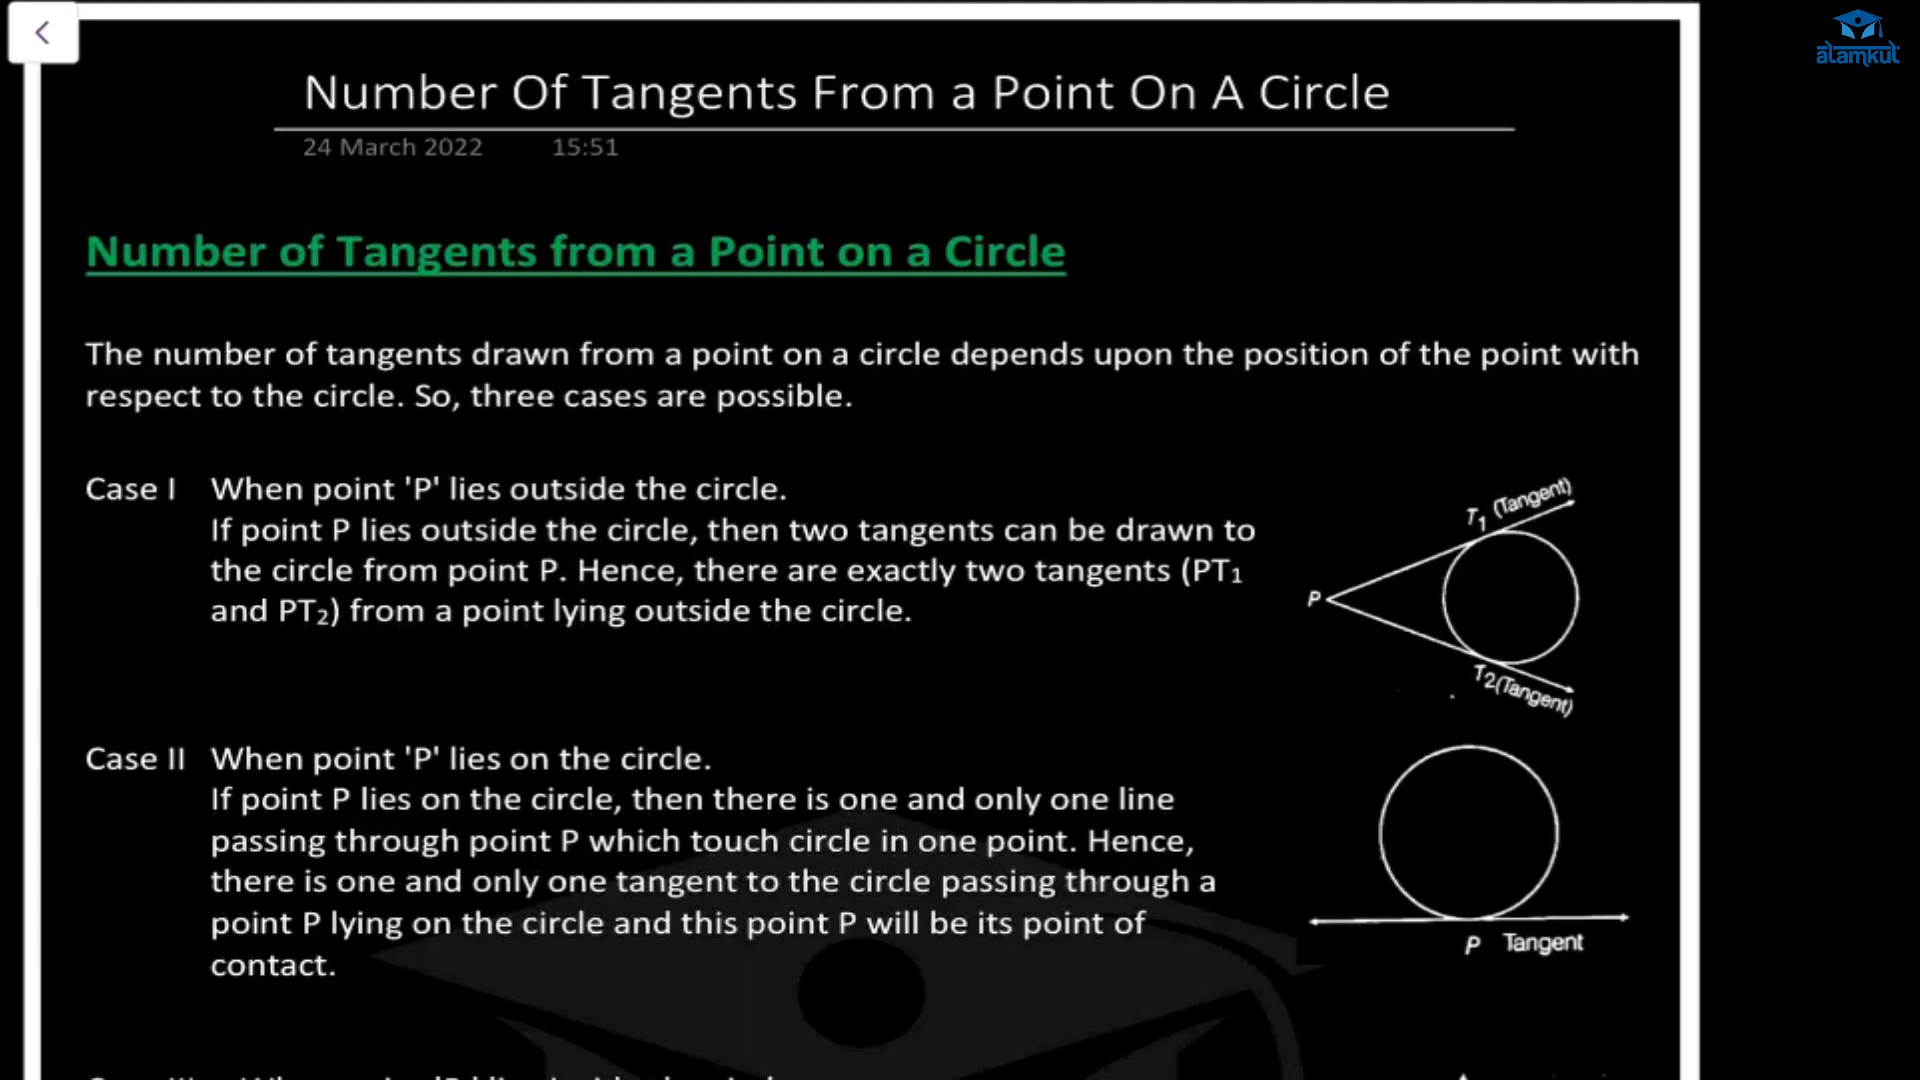 alamkut
Number Of Tangents From a Point On A Circle
24 March 2022 15:51
Number of Tangents from a Point on a Circle
The number of tangents drawn from a point on a circle depends upon the position of the point with
respect to the circle. So, three cases are possible.
Case I When point 'P' lies outside the circle.
If point P lies outside the circle, then two tangents can be drawn to
the circle from point P. Hence, there are exactly two tangents (PT₁
and PT₂) from a point lying outside the circle.
T₁ (Tangent)
P
T₂(Tangent)
Case II When point 'P' lies on the circle.
If point P lies on the circle, then there is one and only one line
passing through point P which touch circle in one point. Hence,
there is one and only one tangent to the circle passing through a
point P lying on the circle and this point P will be its point of
contact.
P Tangent